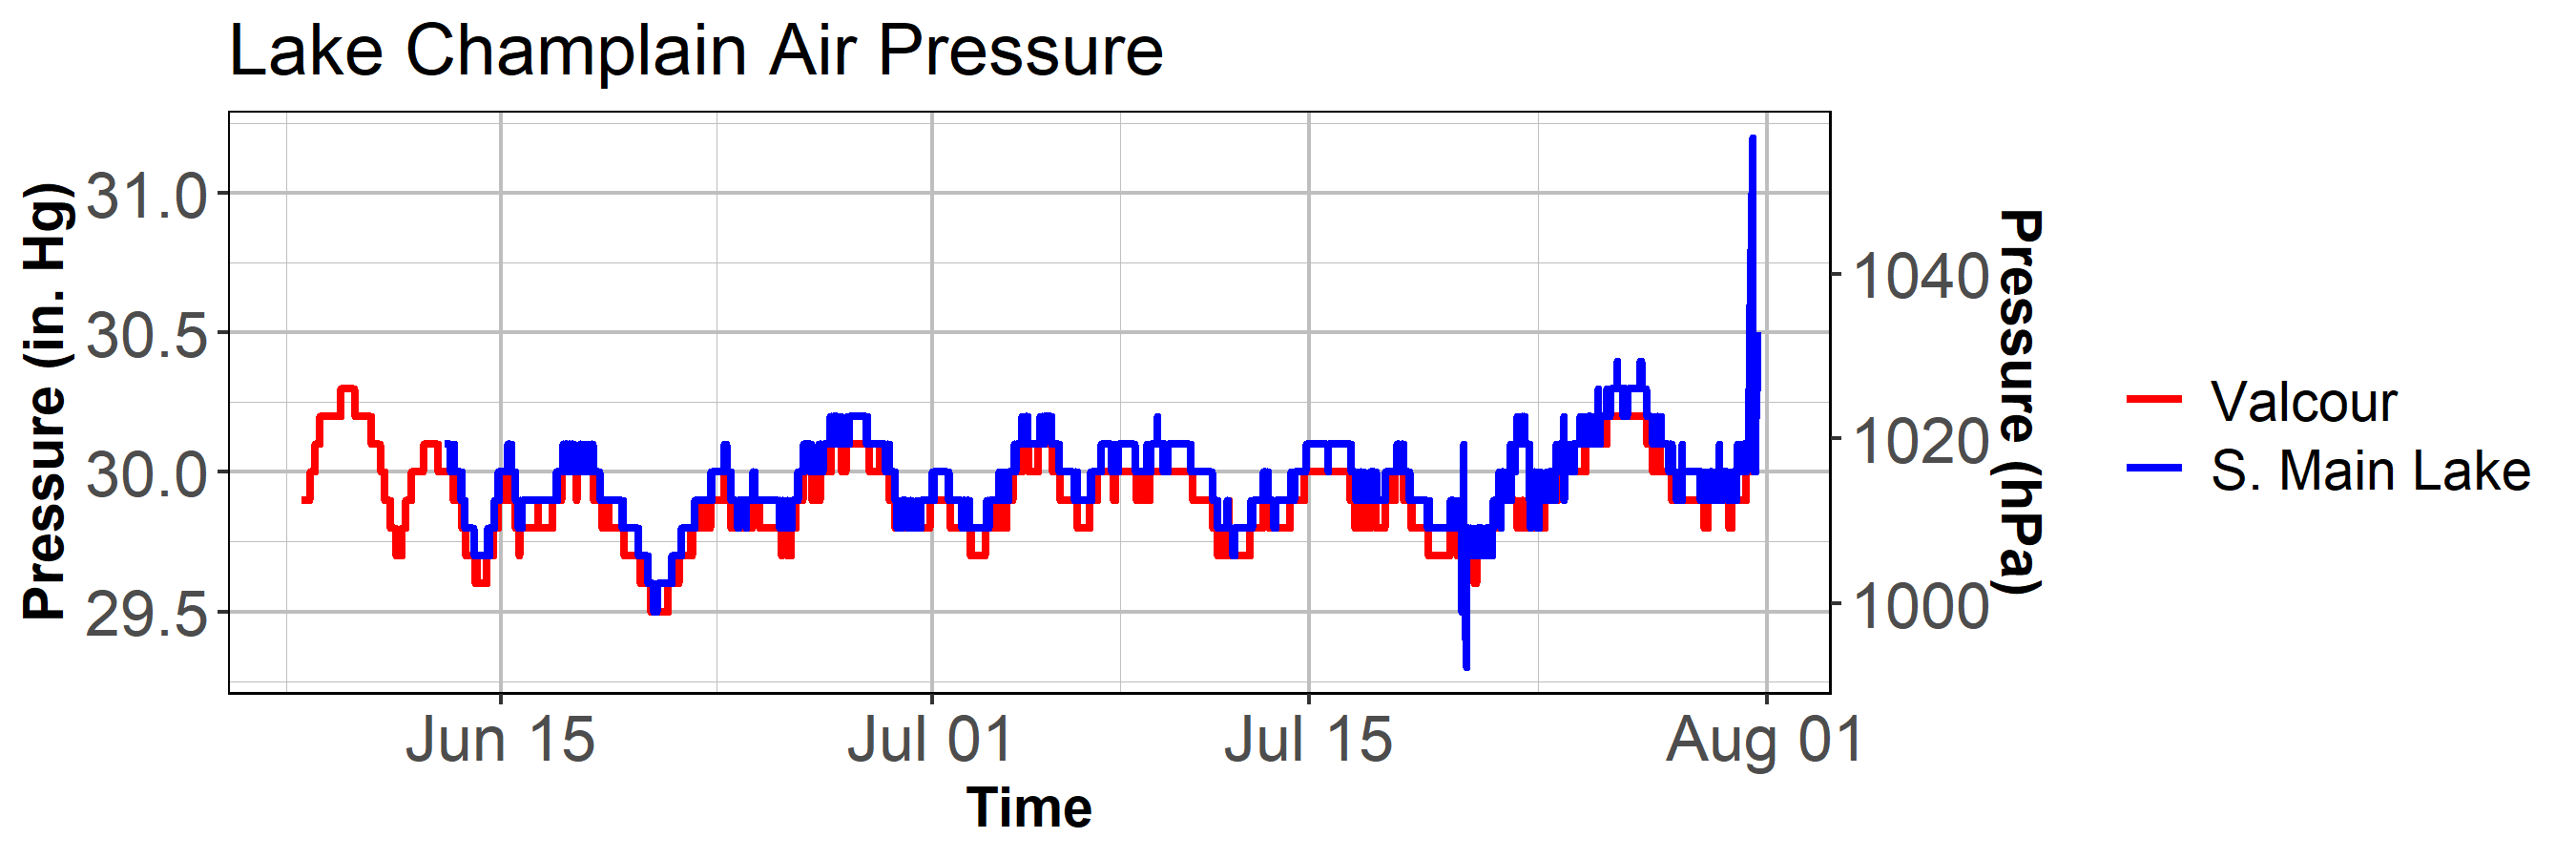 Lake Champlain Air Pressure
Pressure (in. Hg)
31.0
30.5
30.0
29.5
1040
1020
1000
Pressure (hPa)
Valcour
S. Main Lake
Jun 15
Jul 01
Jul 15
Aug 01
Time